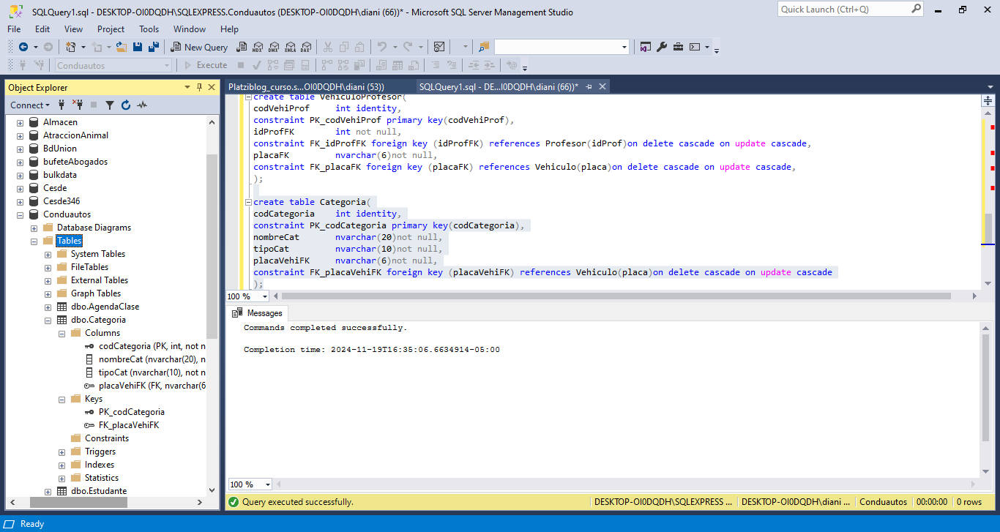 SQLQuery1.sql - DESKTOP-OI0DQDH\SQLEXPRESS.Conduautos (DESKTOP-OI0DQDH\diani (66))* - Microsoft SQL Server Management Studio
Quick Launch (Ctrl+Q)
File Edit View Project Tools Window Help
New Query MDX DMX XMLA DAX
Conduautos Execute
Object Explorer
Platziblog_curso.s...OI0DQDH\diani (53))
SQLQuery1.sql - DE...I0DQDH\diani (66))*
Connect
Almacen
AtraccionAnimal
BdUnion
bufeteAbogados
bulkdata
Cesde
Cesde346
Conduautos
Database Diagrams
Tables
System Tables
FileTables
External Tables
Graph Tables
dbo.AgendaClase
dbo.Categoria
Columns
codCategoria (PK, int, not n
nombreCat (nvarchar(20), n
tipoCat (nvarchar(10), not n
placaVehiFK (FK, nvarchar(6
Keys
PK_codCategoria
FK_placaVehiFK
Constraints
Triggers
Indexes
Statistics
dbo.Estudante
create table VehiculoProfesor(
codVehiProf int identity,
constraint PK_codVehiProf primary key(codVehiProf),
idProfFK int not null,
constraint FK_idProfFK foreign key (idProfFK) references Profesor(idProf)on delete cascade on update cascade,
placaFK nvarchar(6)not null,
constraint FK_placaFK foreign key (placaFK) references Vehiculo(placa)on delete cascade on update cascade,
);
create table Categoria(
codCategoria int identity,
constraint PK_codCategoria primary key(codCategoria),
nombreCat nvarchar(20)not null,
tipoCat nvarchar(10)not null,
placaVehiFK nvarchar(6)not null,
constraint FK_placaVehiFK foreign key (placaVehiFK) references Vehiculo(placa)on delete cascade on update cascade
);
100 %
Messages
Commands completed successfully.
Completion time: 2024-11-19T16:35:06.6634914-05:00
100 %
Query executed successfully.
DESKTOP-OI0DQDH\SQLEXPRESS ... DESKTOP-OI0DQDH\diani ... Conduautos 00:00:00 0 rows
Ready